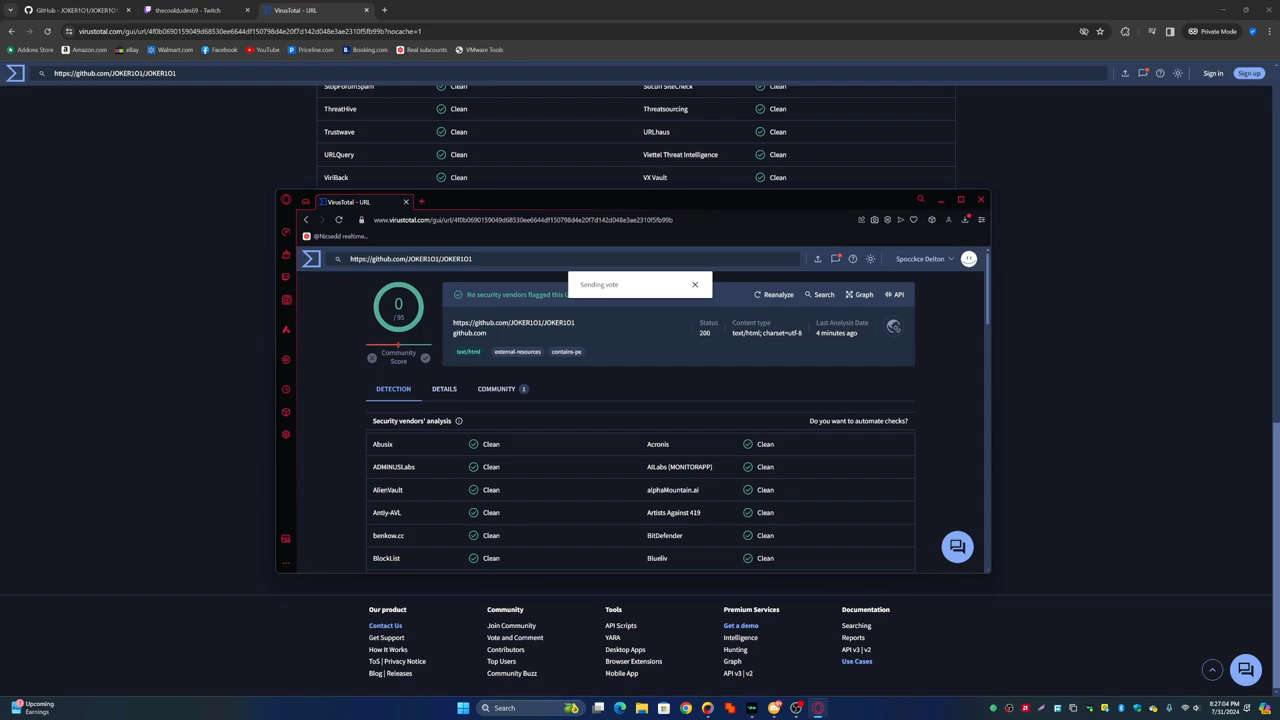 GitHub - JOKER1O1/JOKER1O1
thecooldudes69 - Twitch
VirusTotal - URL
virustotal.com/gui/url/4f0b0690159049d68530ee6644df150798d4e20f7d142d048e3ae2310f5fb99b?nocache=1
Private Mode
Addons Store Amazon.com eBay Walmart.com Facebook YouTube Priceline.com Booking.com Real subcounts VMware Tools
https://github.com/JOKER1O1/JOKER1O1
Sign in Sign up
StopForumSpam Clean Sucuri SiteCheck Clean
ThreatHive Clean Threatsourcing Clean
Trustwave Clean URLhaus Clean
URLQuery Clean Viettel Threat Intelligence Clean
ViriBack Clean VX Vault Clean
VirusTotal - URL
www.virustotal.com/gui/url/4f0b0690159049d68530ee6644df150798d4e20f7d142d048e3ae2310f5fb99b
@Nicsedd realtime...
https://github.com/JOKER1O1/JOKER1O1
Spocckce Delton
Sending vote
0
/ 95
Community
Score
No security vendors flagged this
Reanalyze Search Graph API
https://github.com/JOKER1O1/JOKER1O1
github.com
Status
200
Content type
text/html; charset=utf-8
Last Analysis Date
4 minutes ago
text/html external-resources contains-pe
DETECTION DETAILS COMMUNITY 1
Security vendors' analysis Do you want to automate checks?
Abusix Clean Acronis Clean
ADMINUSLabs Clean AILabs (MONITORAPP) Clean
AlienVault Clean alphaMountain.ai Clean
Antiy-AVL Clean Artists Against 419 Clean
benkow.cc Clean BitDefender Clean
BlockList Clean Blueliv Clean
Our product Community Tools Premium Services Documentation
Contact Us Join Community API Scripts Get a demo Searching
Get Support Vote and Comment YARA Intelligence Reports
How It Works Contributors Desktop Apps Hunting API v3 | v2
ToS | Privacy Notice Top Users Browser Extensions Graph Use Cases
Blog | Releases Community Buzz Mobile App API v3 | v2
Upcoming
Earnings
Search
8:27:04 PM
7/31/2024